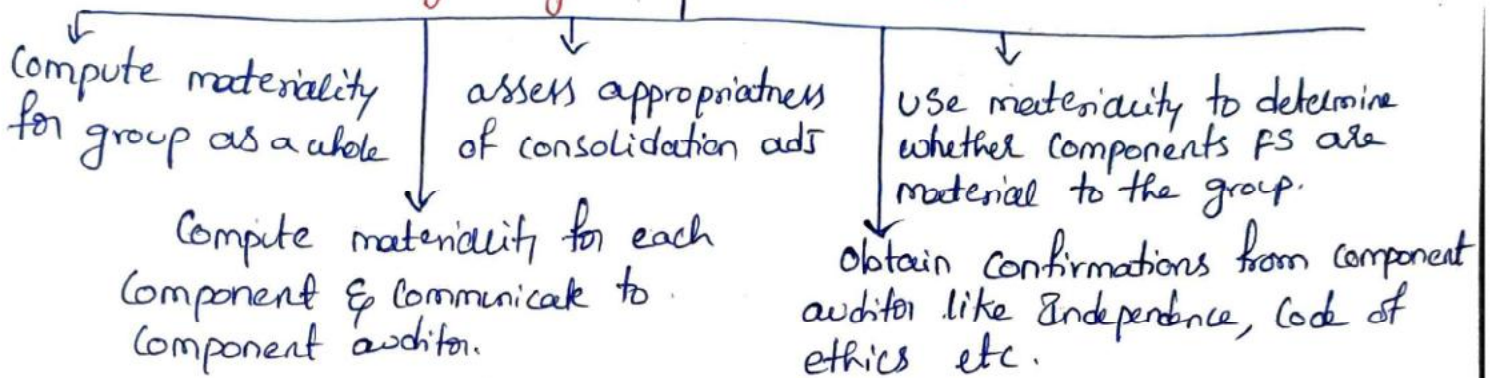 Compute materiality
for group as a whole
assess appropriatness
of consolidation adj
use materiality to determine
whether components FS are
material to the group.
Compute materiality for each
Component & Communicate to
Component auditor.
Obtain Confirmations from component
auditor like Independence, Code of
ethics etc.